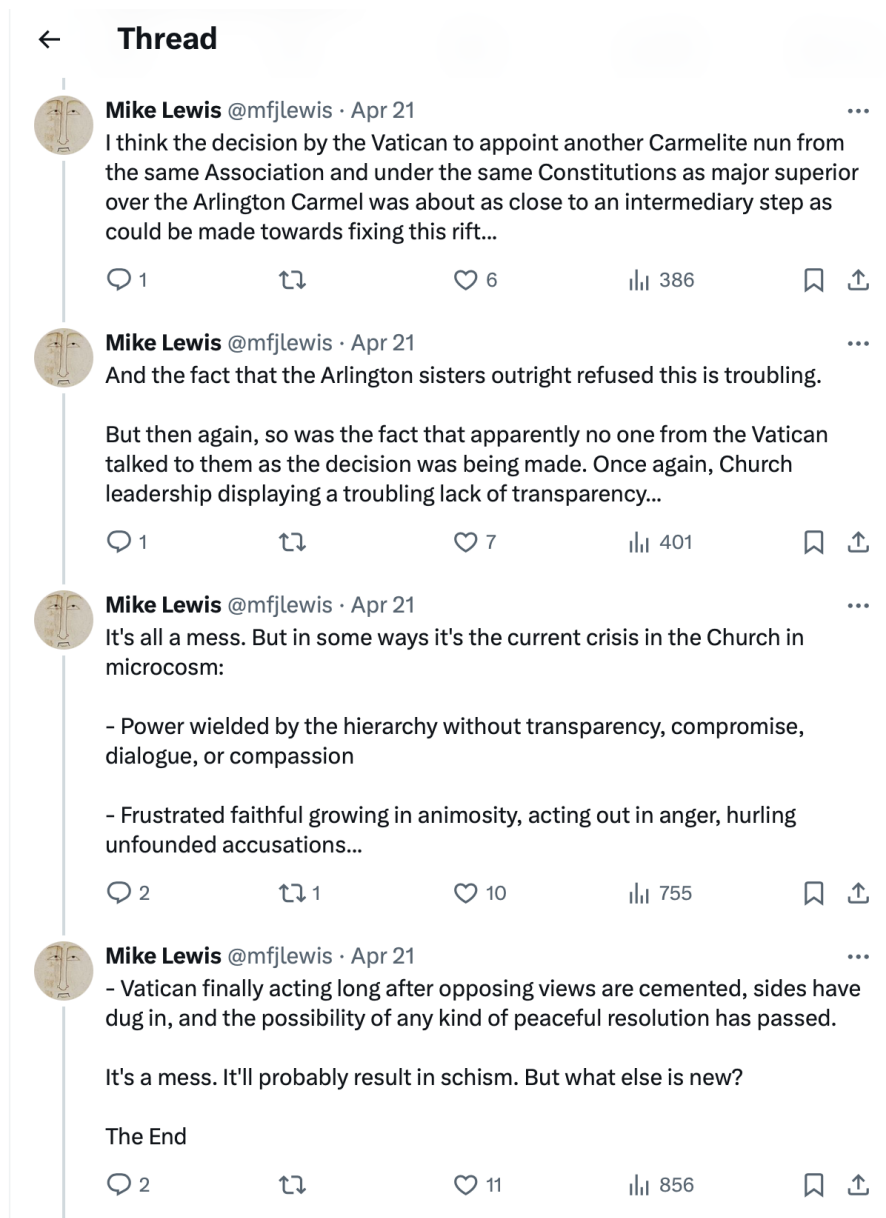 Thread
Mike Lewis @mfjlewis · Apr 21
I think the decision by the Vatican to appoint another Carmelite nun from
the same Association and under the same Constitutions as major superior
over the Arlington Carmel was about as close to an intermediary step as
could be made towards fixing this rift...
1 6 386
Mike Lewis @mfjlewis · Apr 21
And the fact that the Arlington sisters outright refused this is troubling.
But then again, so was the fact that apparently no one from the Vatican
talked to them as the decision was being made. Once again, Church
leadership displaying a troubling lack of transparency...
1 7 401
Mike Lewis @mfjlewis · Apr 21
It's all a mess. But in some ways it's the current crisis in the Church in
microcosm:
- Power wielded by the hierarchy without transparency, compromise,
dialogue, or compassion
- Frustrated faithful growing in animosity, acting out in anger, hurling
unfounded accusations...
2 1 10 755
Mike Lewis @mfjlewis · Apr 21
- Vatican finally acting long after opposing views are cemented, sides have
dug in, and the possibility of any kind of peaceful resolution has passed.
It's a mess. It'll probably result in schism. But what else is new?
The End
2 11 856